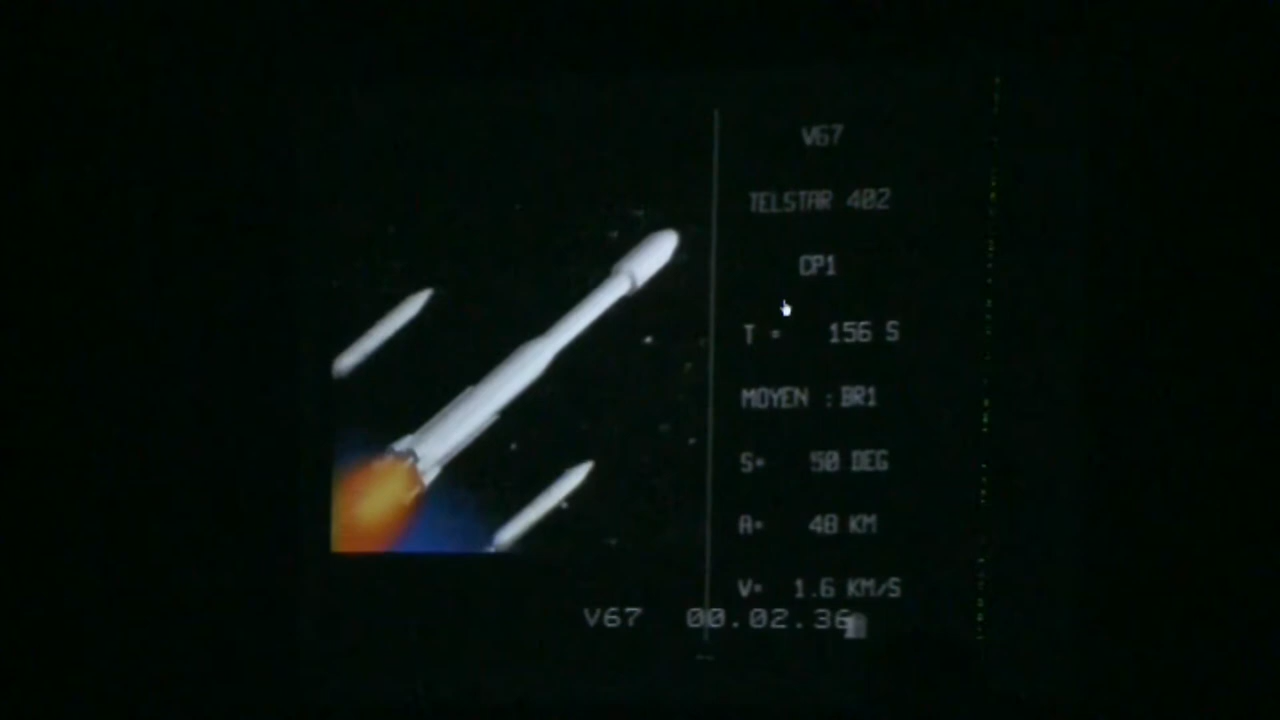 V67
TELSTAR 402
CP1
T = 156 S
MOYEN : BR1
S= 50 DEG
A= 48 KM
V= 1.6 KM/S
V67 00.02.36